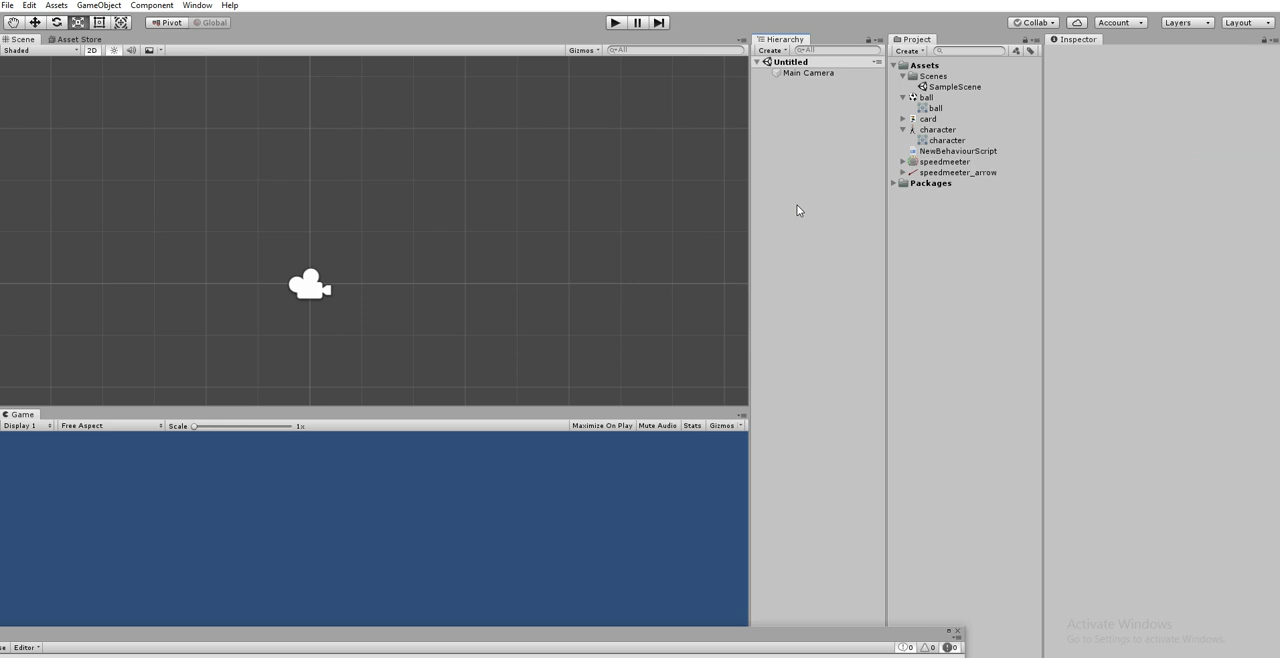 File Edit Assets GameObject Component Window Help
Pivot Global Collab Account Layers Layout
Scene Asset Store Hierarchy Project Inspector
Shaded 2D Gizmos All Create All Create
Untitled
Main Camera
Assets
Scenes
SampleScene
ball
ball
card
character
character
NewBehaviourScript
speedmeeter
speedmeeter_arrow
Packages
Game
Display 1 Free Aspect Scale 1x Maximize On Play Mute Audio Stats Gizmos
Activate Windows
Go to Settings to activate Windows.
Editor 0 0 0